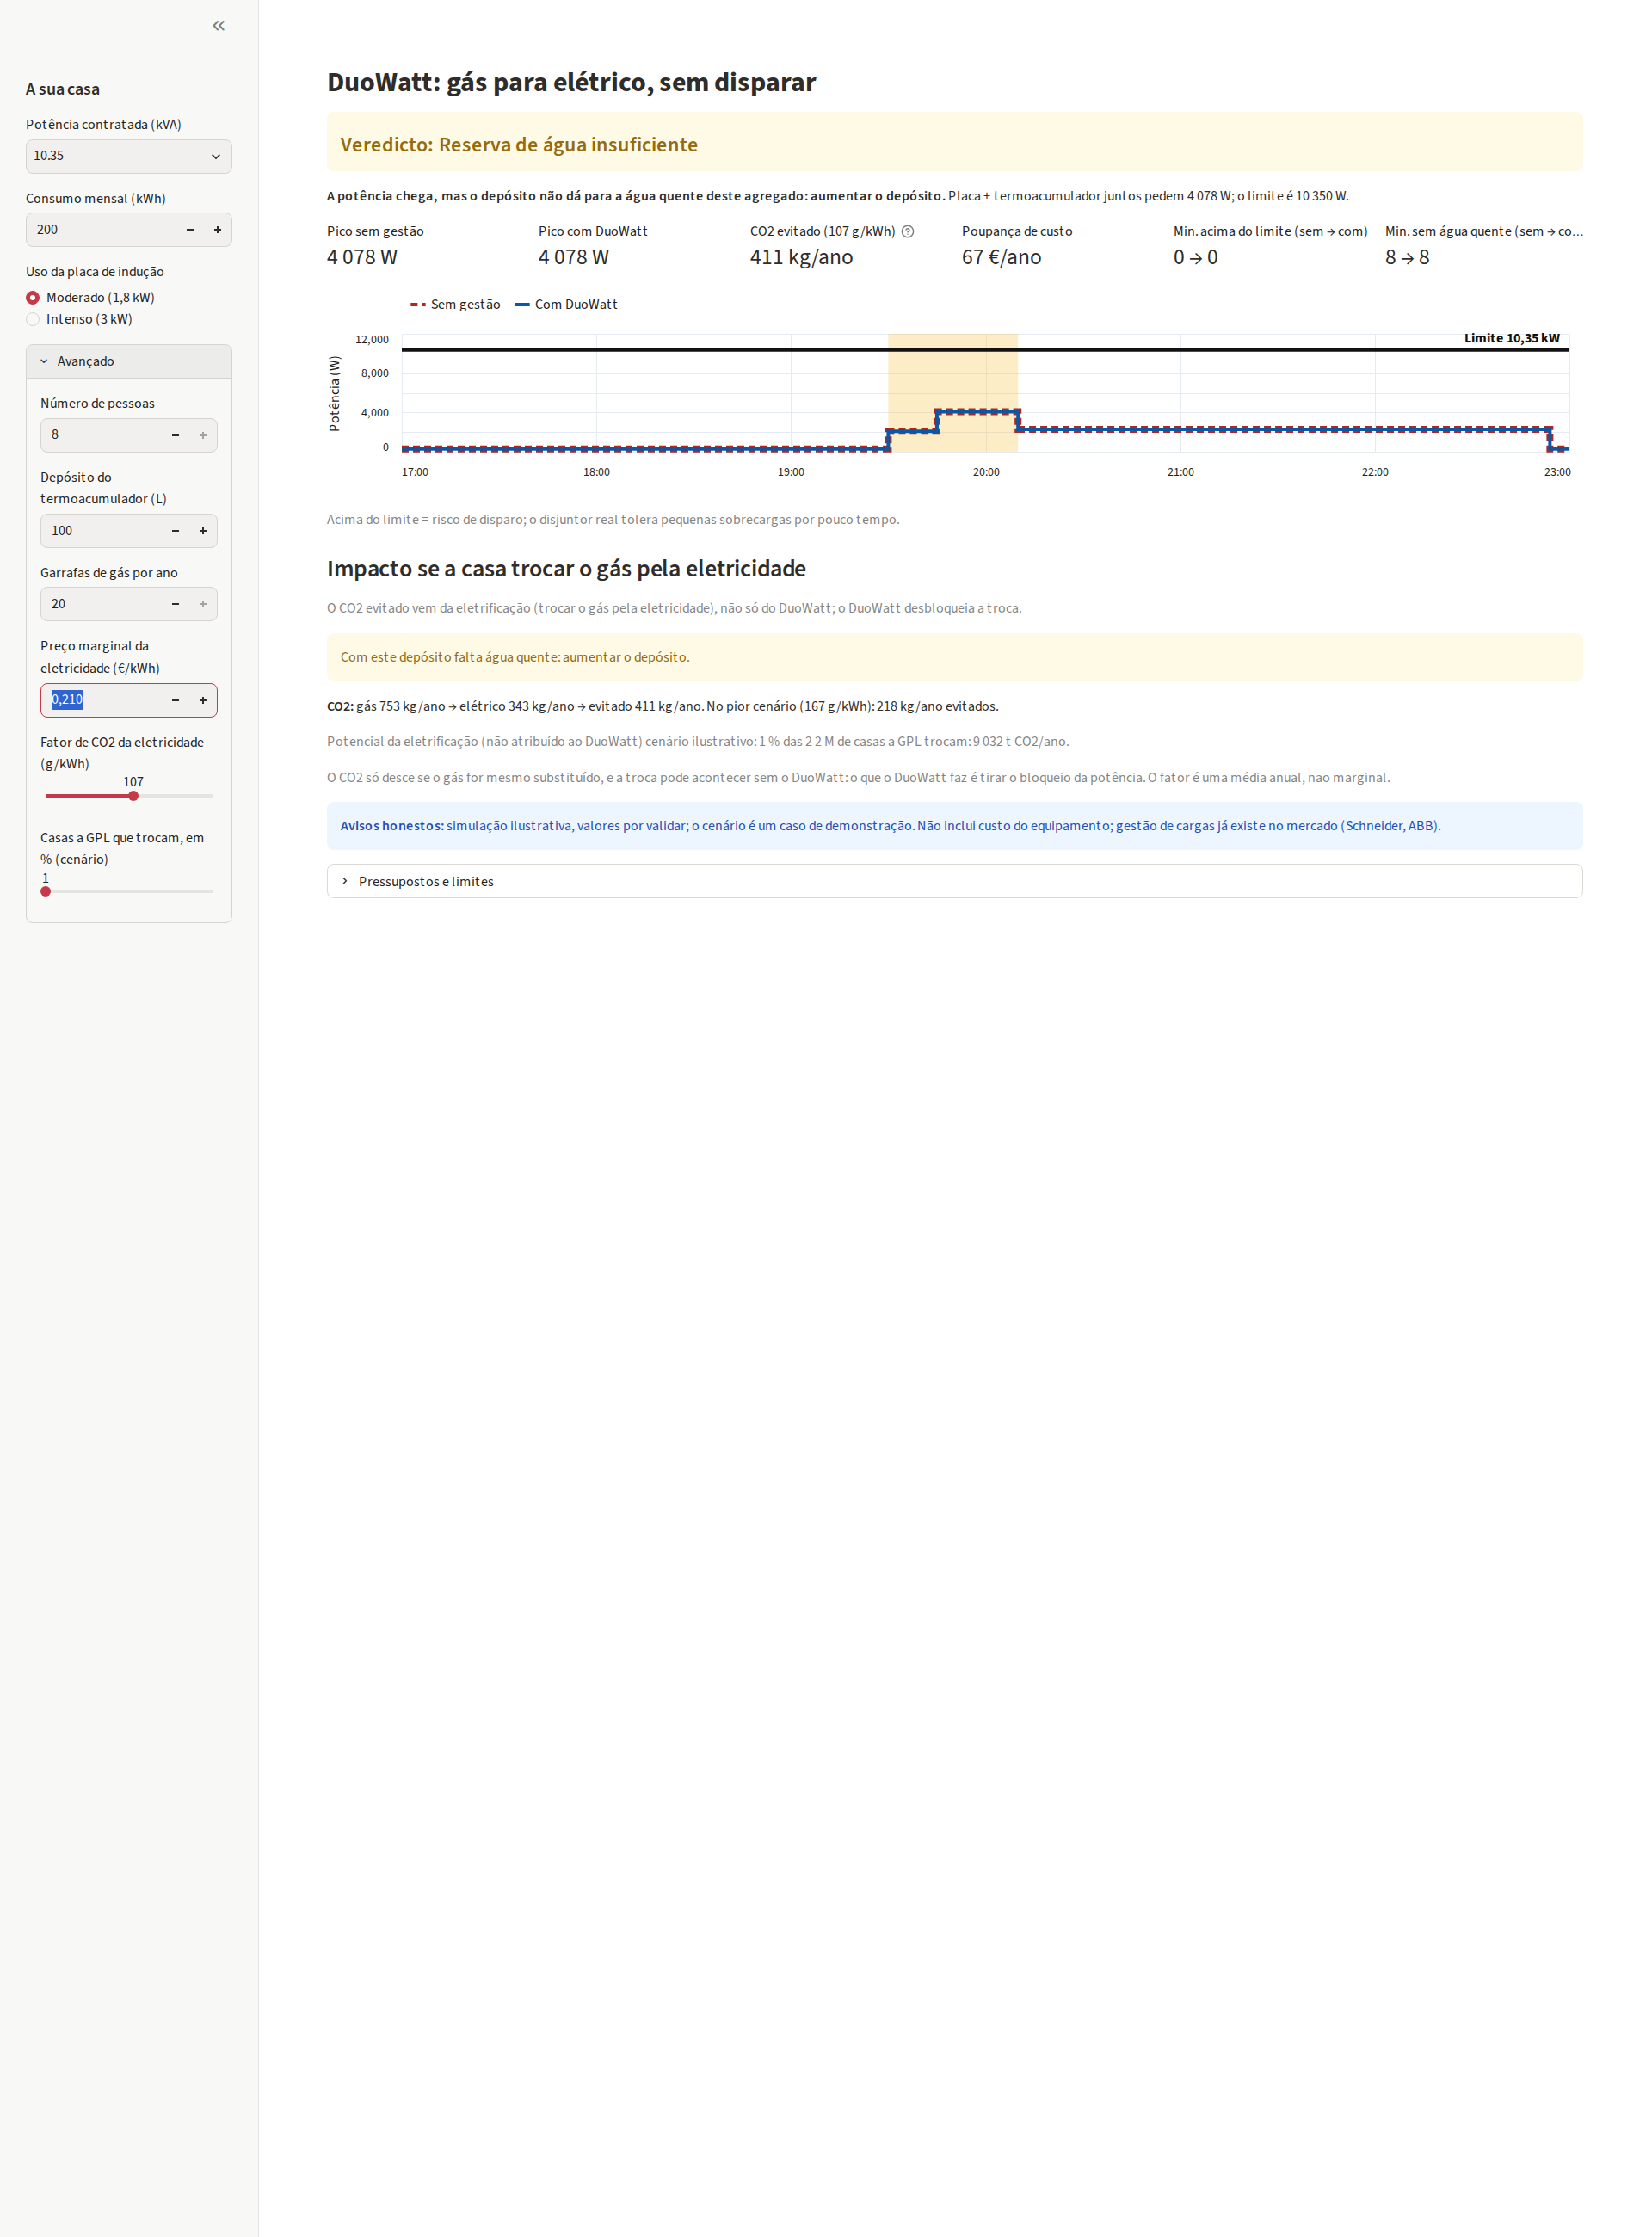 A sua casa
Potência contratada (kVA)
10.35
Consumo mensal (kWh)
200
Uso da placa de indução
Moderado (1,8 kW)
Intenso (3 kW)
Avançado
Número de pessoas
8
Depósito do
termoacumulador (L)
100
Garrafas de gás por ano
20
Preço marginal da
eletricidade (€/kWh)
0,210
Fator de CO2 da eletricidade
(g/kWh)
107
Casas a GPL que trocam, em
% (cenário)
1
DuoWatt: gás para elétrico, sem disparar
Veredicto: Reserva de água insuficiente
A potência chega, mas o depósito não dá para a água quente deste agregado: aumentar o depósito. Placa + termoacumulador juntos pedem 4 078 W; o limite é 10 350 W.
Pico sem gestão
4 078 W
Pico com DuoWatt
4 078 W
CO2 evitado (107 g/kWh)
411 kg/ano
Poupança de custo
67 €/ano
Min. acima do limite (sem → com)
0 → 0
Min. sem água quente (sem → co...
8 → 8
Sem gestão
Com DuoWatt
Limite 10,35 kW
Potência (W)
12,000
8,000
4,000
0
17:00
18:00
19:00
20:00
21:00
22:00
23:00
Acima do limite = risco de disparo; o disjuntor real tolera pequenas sobrecargas por pouco tempo.
Impacto se a casa trocar o gás pela eletricidade
O CO2 evitado vem da eletrificação (trocar o gás pela eletricidade), não só do DuoWatt; o DuoWatt desbloqueia a troca.
Com este depósito falta água quente: aumentar o depósito.
CO2: gás 753 kg/ano → elétrico 343 kg/ano → evitado 411 kg/ano. No pior cenário (167 g/kWh): 218 kg/ano evitados.
Potencial da eletrificação (não atribuído ao DuoWatt) cenário ilustrativo: 1 % das 2 2 M de casas a GPL trocam: 9 032 t CO2/ano.
O CO2 só desce se o gás for mesmo substituído, e a troca pode acontecer sem o DuoWatt: o que o DuoWatt faz é tirar o bloqueio da potência. O fator é uma média anual, não marginal.
Avisos honestos: simulação ilustrativa, valores por validar; o cenário é um caso de demonstração. Não inclui custo do equipamento; gestão de cargas já existe no mercado (Schneider, ABB).
Pressupostos e limites